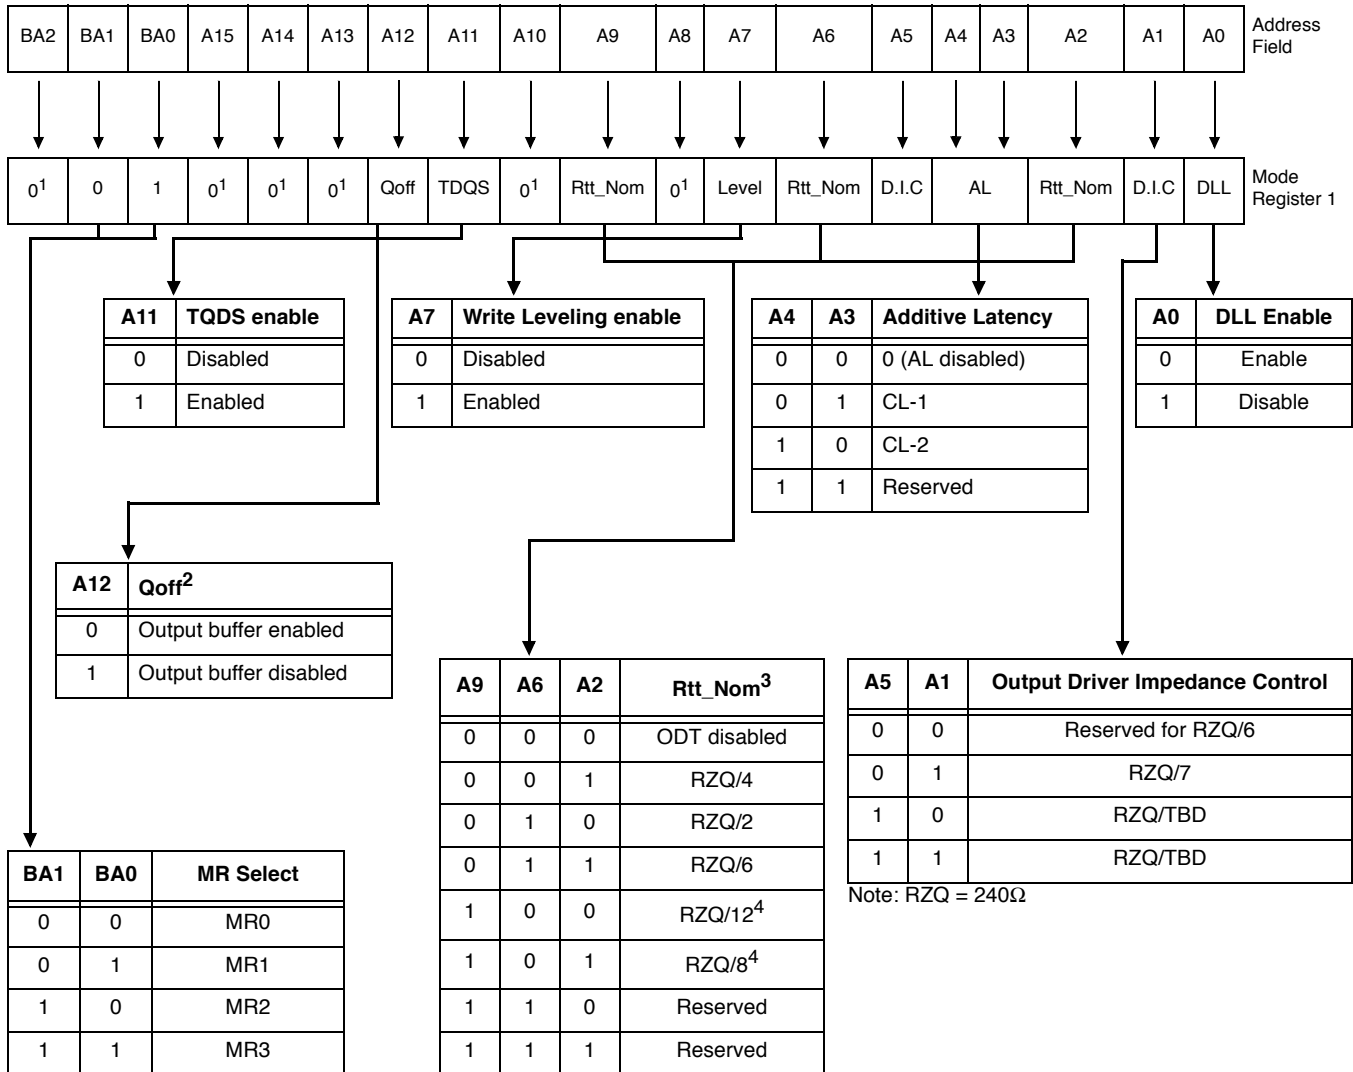 BA2 BA1 BA0 A15 A14 A13 A12 A11 A10 A9 A8 A7 A6 A5 A4 A3 A2 A1 A0 Address Field
0¹ 0 1 0¹ 0¹ 0¹ Qoff TDQS 0¹ Rtt_Nom 0¹ Level Rtt_Nom D.I.C AL Rtt_Nom D.I.C DLL Mode Register 1
A11 TQDS enable
0 Disabled
1 Enabled
A7 Write Leveling enable
0 Disabled
1 Enabled
A4 A3 Additive Latency
0 0 0 (AL disabled)
0 1 CL-1
1 0 CL-2
1 1 Reserved
A0 DLL Enable
0 Enable
1 Disable
A12 Qoff²
0 Output buffer enabled
1 Output buffer disabled
A9 A6 A2 Rtt_Nom³
0 0 0 ODT disabled
0 0 1 RZQ/4
0 1 0 RZQ/2
0 1 1 RZQ/6
1 0 0 RZQ/12⁴
1 0 1 RZQ/8⁴
1 1 0 Reserved
1 1 1 Reserved
A5 A1 Output Driver Impedance Control
0 0 Reserved for RZQ/6
0 1 RZQ/7
1 0 RZQ/TBD
1 1 RZQ/TBD
Note: RZQ = 240Ω
BA1 BA0 MR Select
0 0 MR0
0 1 MR1
1 0 MR2
1 1 MR3